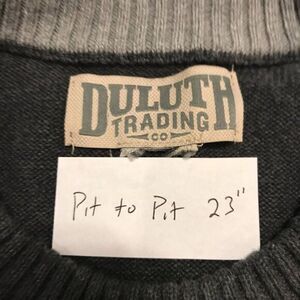 DULUTH
TRADING
CO
Pit to Pit 23"